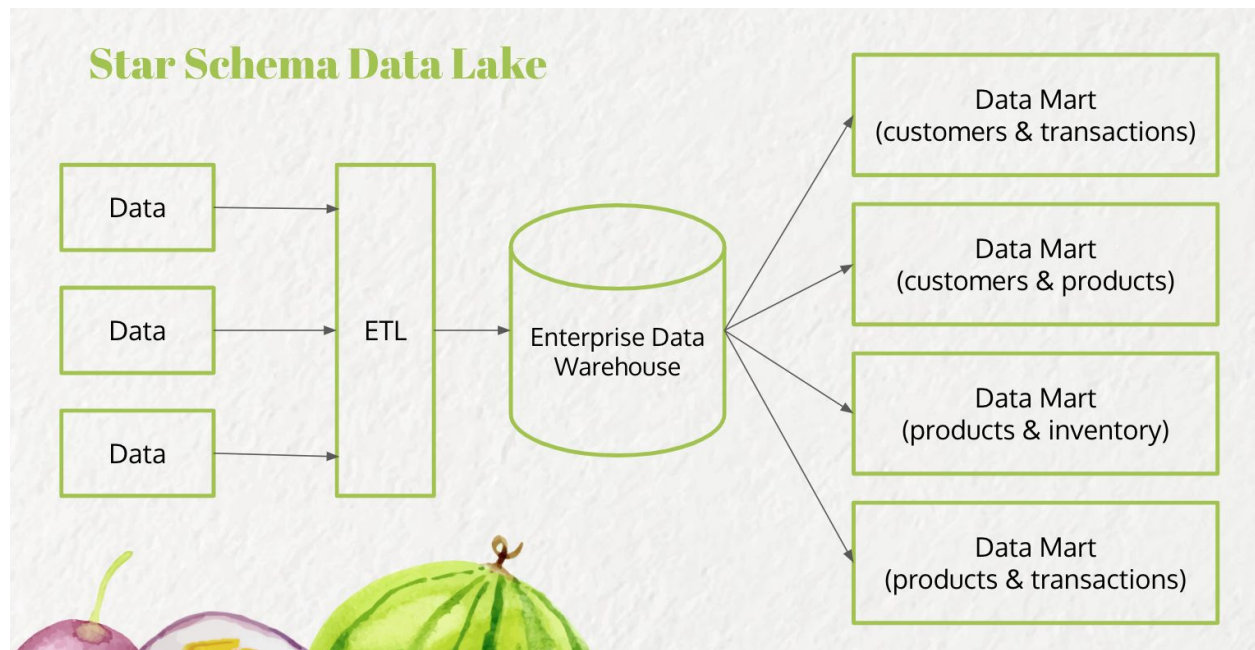 Star Schema Data Lake
Data
Data
Data
ETL
Enterprise Data
Warehouse
Data Mart
(customers & transactions)
Data Mart
(customers & products)
Data Mart
(products & inventory)
Data Mart
(products & transactions)